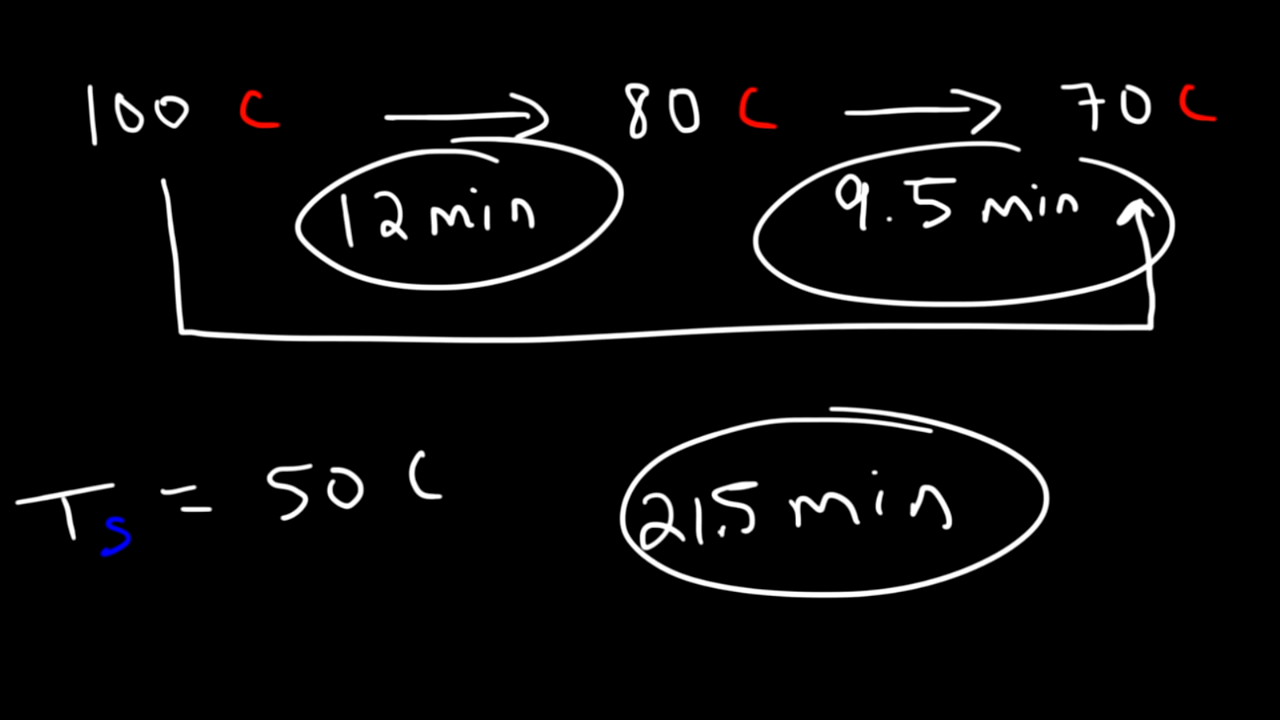 100 C → 80 C → 70 C
12 min 9.5 min
Ts = 50 C 21.5 min